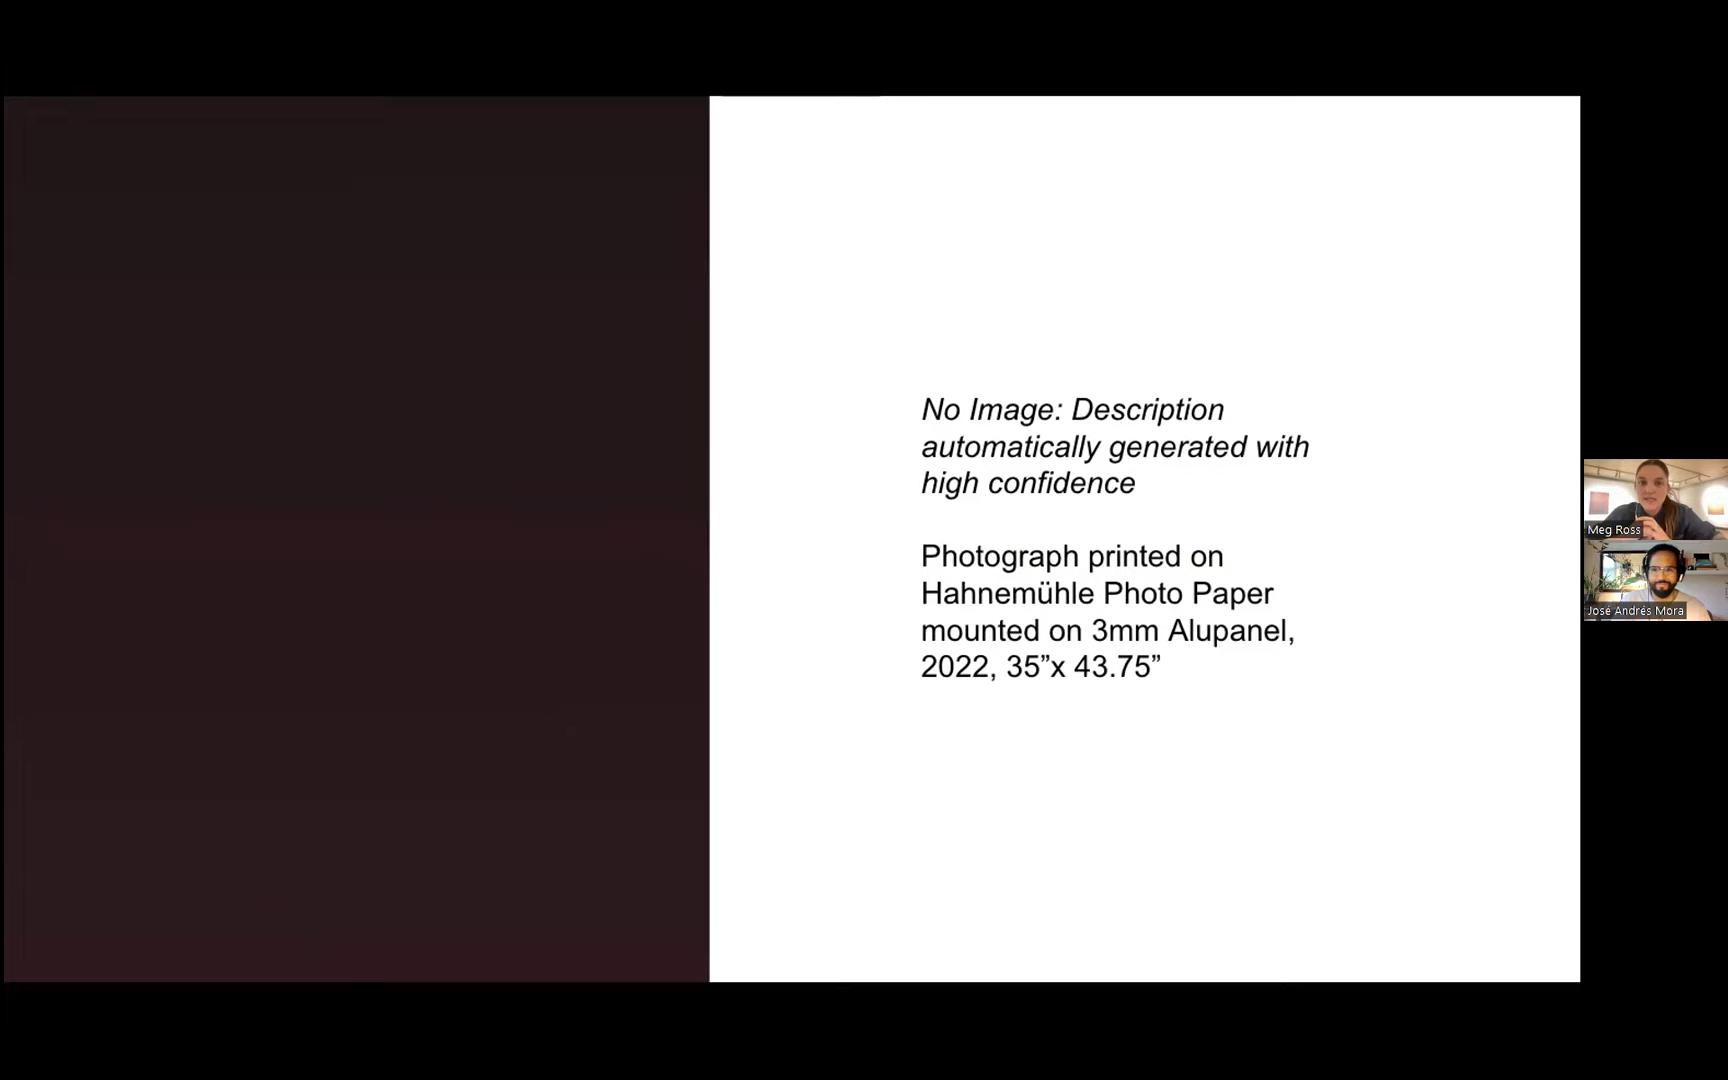 No Image: Description
automatically generated with
high confidence
Photograph printed on
Hahnemühle Photo Paper
mounted on 3mm Alupanel,
2022, 35”x 43.75”
Meg Ross
José Andrés Mora